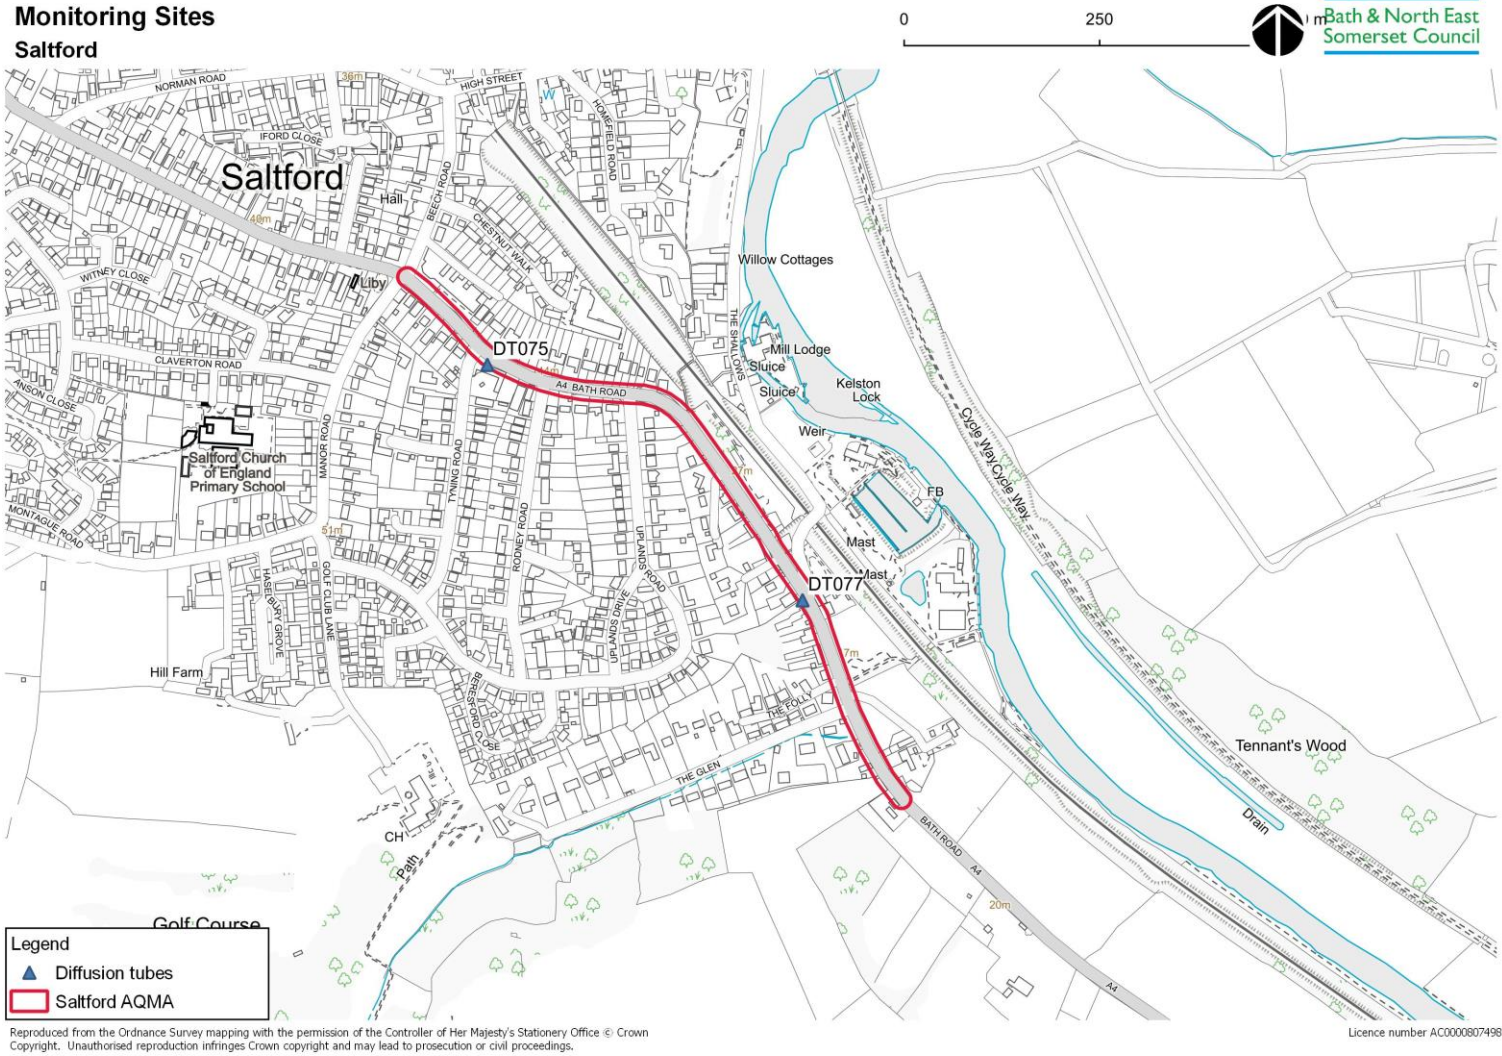 Monitoring Sites
Saltford
0
250
m
Bath & North East
Somerset Council
NORMAN ROAD
36m
HIGH STREET
W
HOMEFIELD ROAD
IFORD CLOSE
Saltford
Hall
BEECH ROAD
40m
CHESTNUT WALK
WITNEY CLOSE
Liby
Willow Cottages
THE SHALLOWS
DT075
Mill Lodge
Sluice
CLAVERTON ROAD
A4 BATH ROAD
Kelston
Lock
Sluice
ANSON CLOSE
Weir
Cycle Way
Cycle Way
MANOR ROAD
TYNING ROAD
Saltford Church
of England
Primary School
FB
MONTAGUE ROAD
51m
RODNEY ROAD
UPLANDS ROAD
Mast
Mast
DT077
HASELBURY GROVE
GOLF CLUB LANE
UPLANDS DRIVE
7m
Hill Farm
BERESFORD CLOSE
THE FOLLY
Tennant's Wood
THE GLEN
Drain
CH
Path
BATH ROAD
A4
20m
A4
Golf Course
Legend
Diffusion tubes
Saltford AQMA
Reproduced from the Ordnance Survey mapping with the permission of the Controller of Her Majesty's Stationery Office © Crown
Copyright. Unauthorised reproduction infringes Crown copyright and may lead to prosecution or civil proceedings.
Licence number AC0000807498